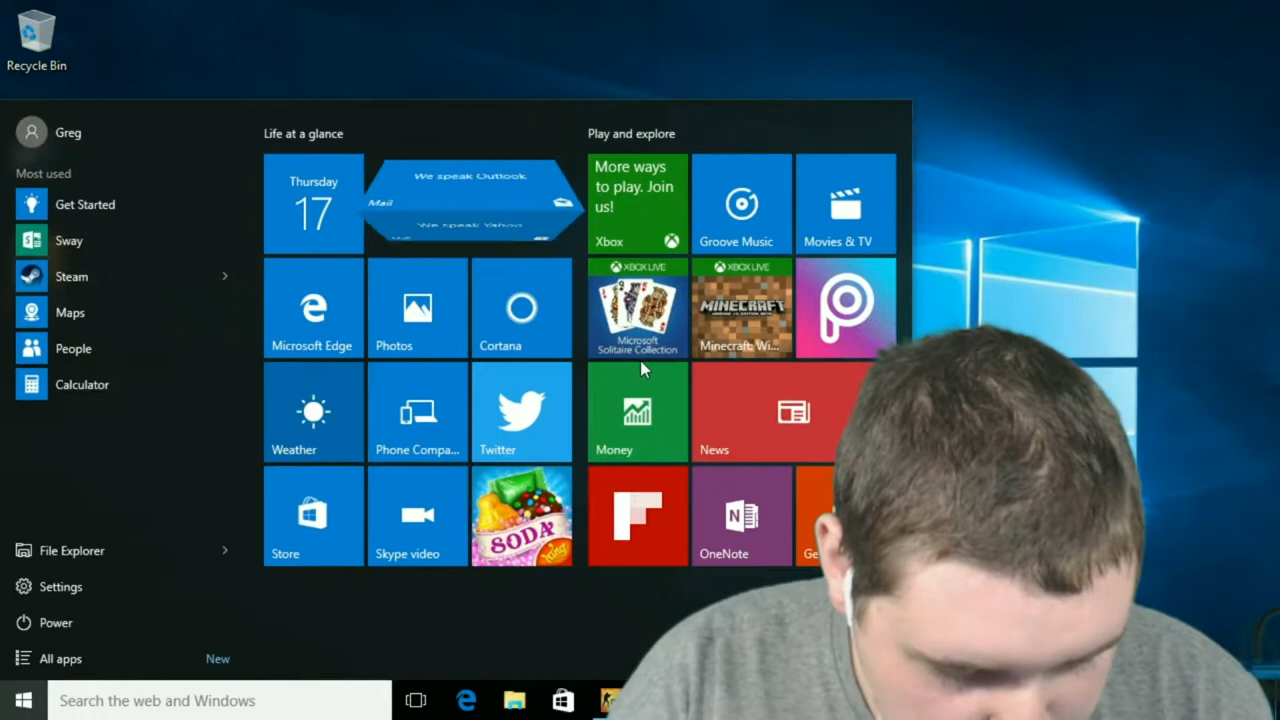 Recycle Bin
Greg
Most used
Get Started
Sway
Steam
Maps
People
Calculator
File Explorer
Settings
Power
All apps
New
Search the web and Windows
Life at a glance
Thursday
17
We speak Outlook
Mail
We speak Yahoo
Mail
Microsoft Edge
Photos
Cortana
Weather
Phone Compa...
Twitter
Store
Skype video
SODA
King
Play and explore
More ways
to play. Join
us!
Xbox
Groove Music
Movies & TV
XBOX LIVE
Microsoft
Solitaire Collection
XBOX LIVE
MINECRAFT
Minecraft: Wi...
Money
News
N
OneNote
Ge